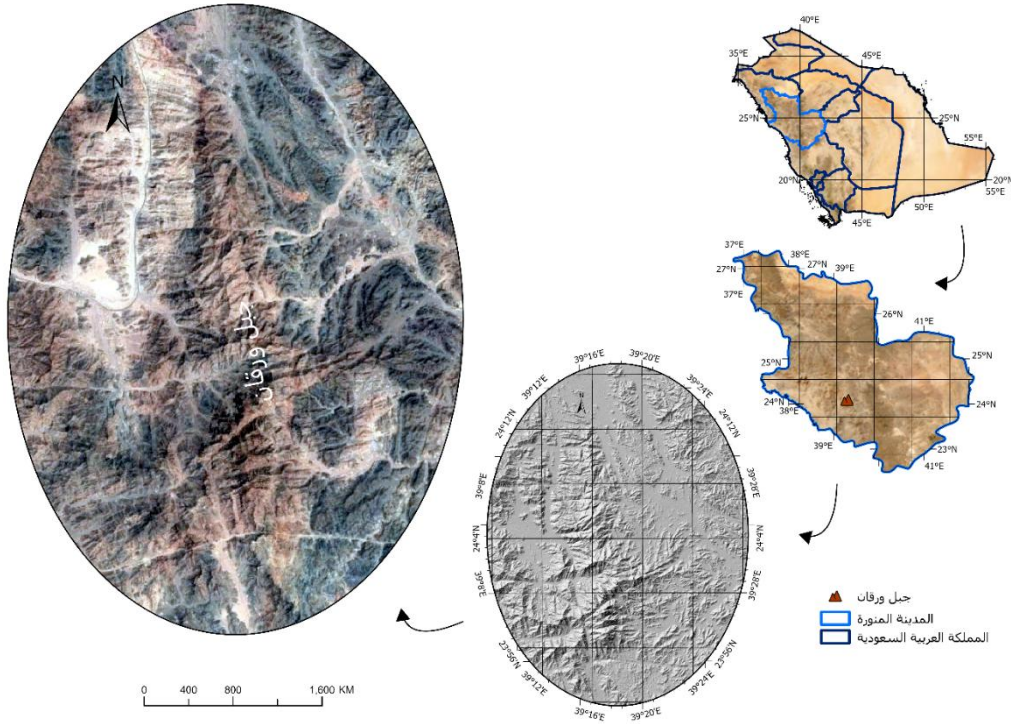 N
جبل ورقان
0 400 800 1,600 KM
40°E
35°E
45°E
25°N
25°N
55°E
20°N
20°N
50°E
55°E
45°E
37°E
38°E
27°N
27°N
39°E
37°E
26°N
41°E
25°N
25°N
24°N
38°E
24°N
39°E
23°N
41°E
39°16'E
39°20'E
39°12'E
39°24'E
24°12'N
24°12'N
N
39°8'E
39°28'E
24°4'N
24°4'N
39°8'E
39°28'E
23°56'N
23°56'N
39°12'E
39°24'E
39°16'E
39°20'E
جبل ورقان
المدينة المنورة
المملكة العربية السعودية